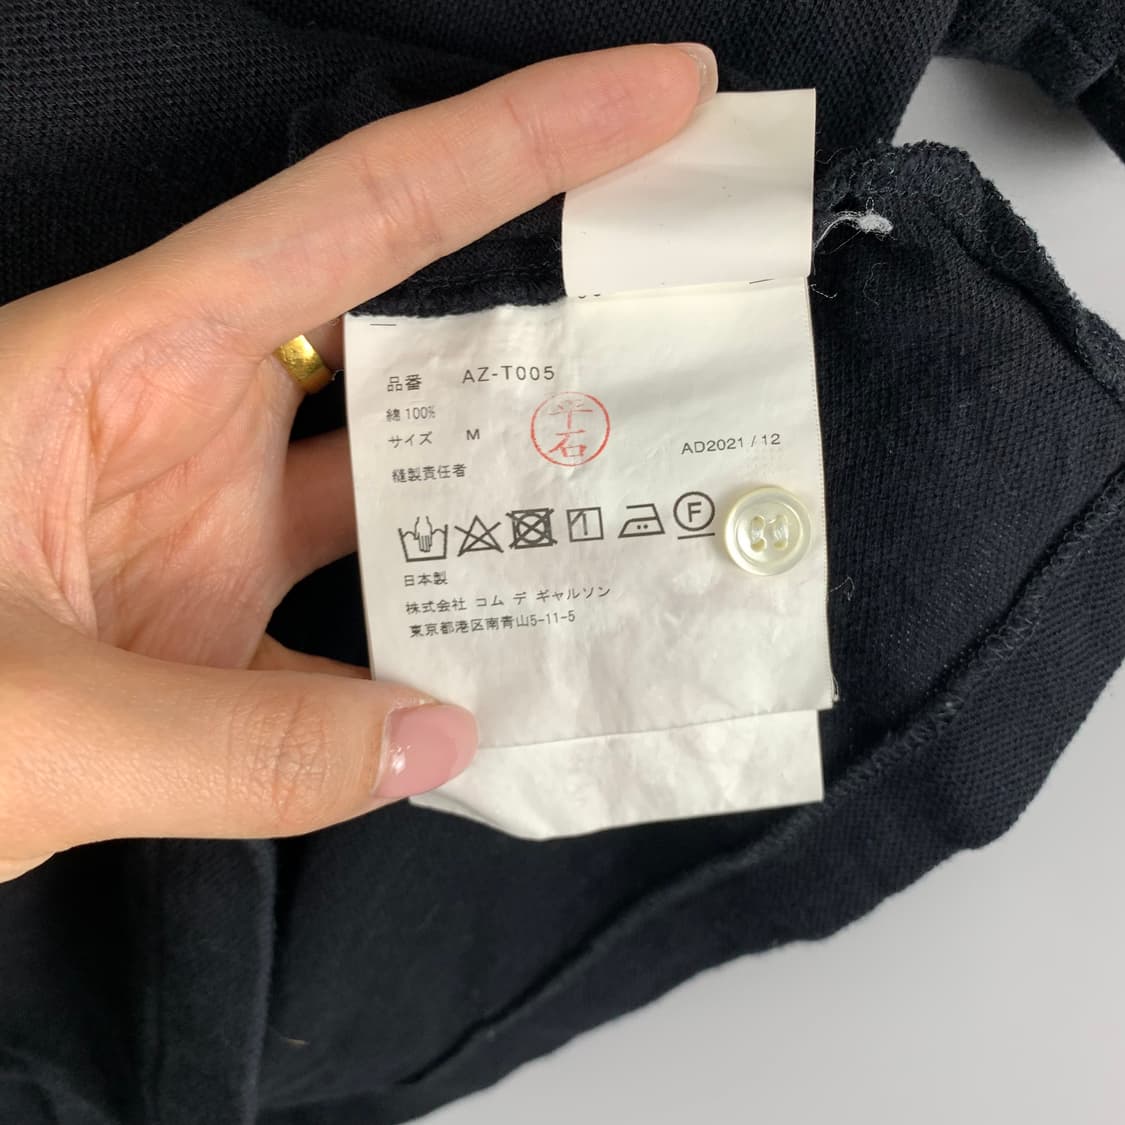 品番 AZ-T005
綿 100%
サイズ M
平石
AD2021 / 12
縫製責任者
F
日本製
株式会社 コム デ ギャルソン
東京都港区南青山5-11-5